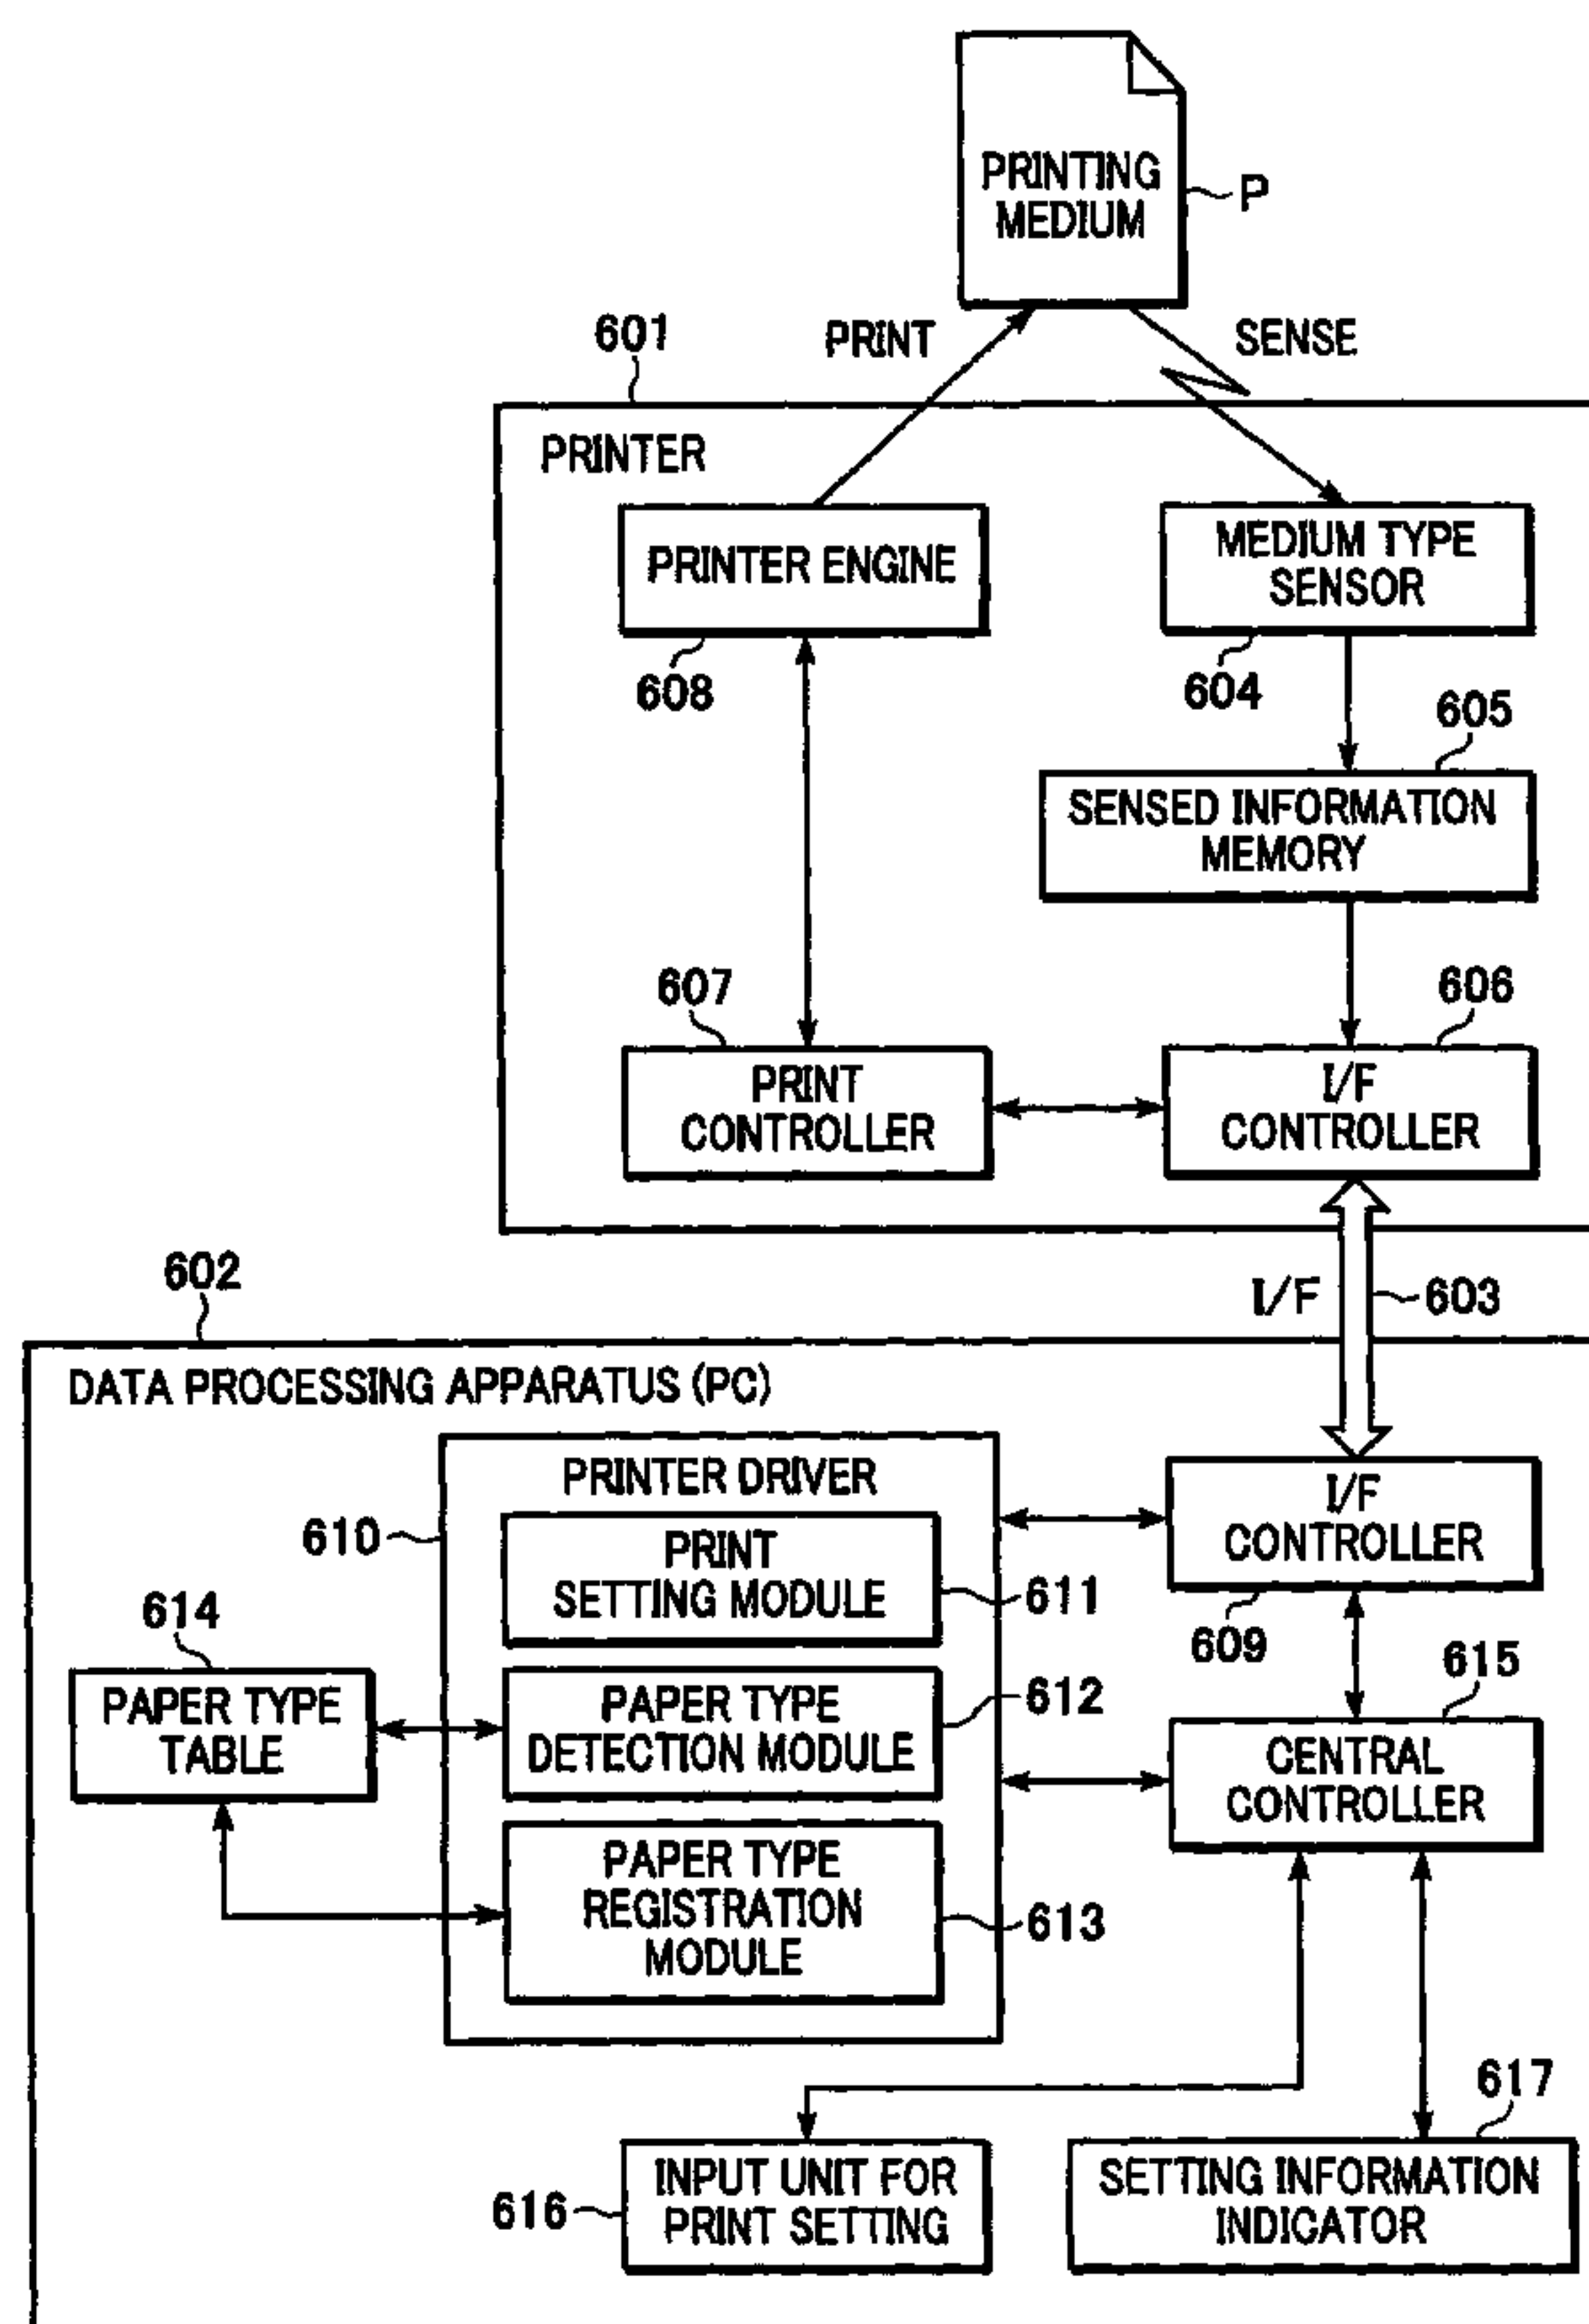 PRINTING
MEDIUM
P
601
PRINT
SENSE
PRINTER
PRINTER ENGINE
608
MEDIUM TYPE
SENSOR
604
605
SENSED INFORMATION
MEMORY
607
606
PRINT
CONTROLLER
I/F
CONTROLLER
602
I/F
603
DATA PROCESSING APPARATUS (PC)
PRINTER DRIVER
610
PRINT
SETTING MODULE
611
I/F
CONTROLLER
609
614
PAPER TYPE
TABLE
PAPER TYPE
DETECTION MODULE
612
615
CENTRAL
CONTROLLER
PAPER TYPE
REGISTRATION
MODULE
613
617
616
INPUT UNIT FOR
PRINT SETTING
SETTING INFORMATION
INDICATOR